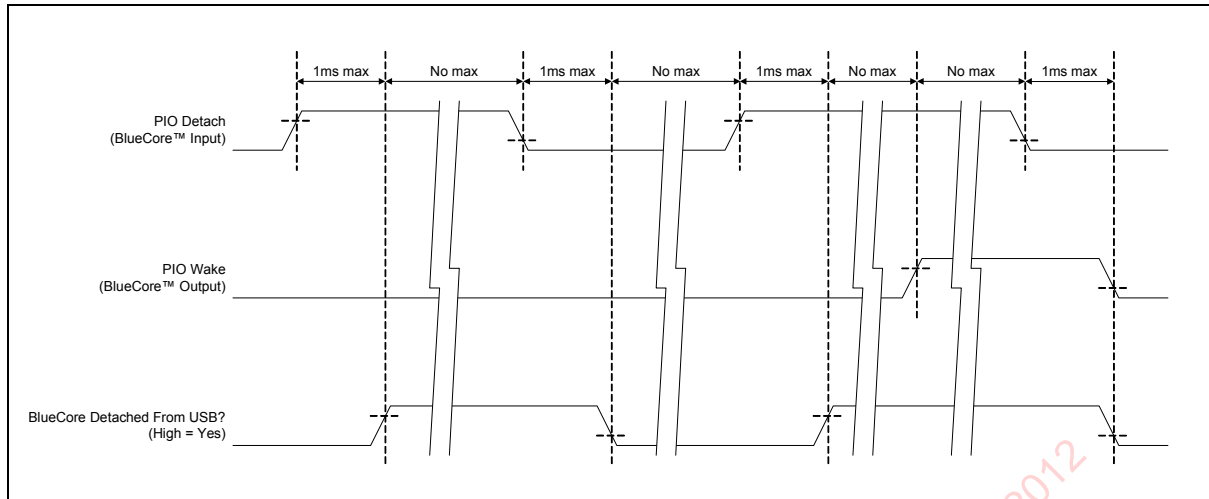 1ms max
No max
1ms max
No max
1ms max
No max
No max
1ms max
PIO Detach
(BlueCore™ Input)
PIO Wake
(BlueCore™ Output)
BlueCore Detached From USB?
(High = Yes)
2012